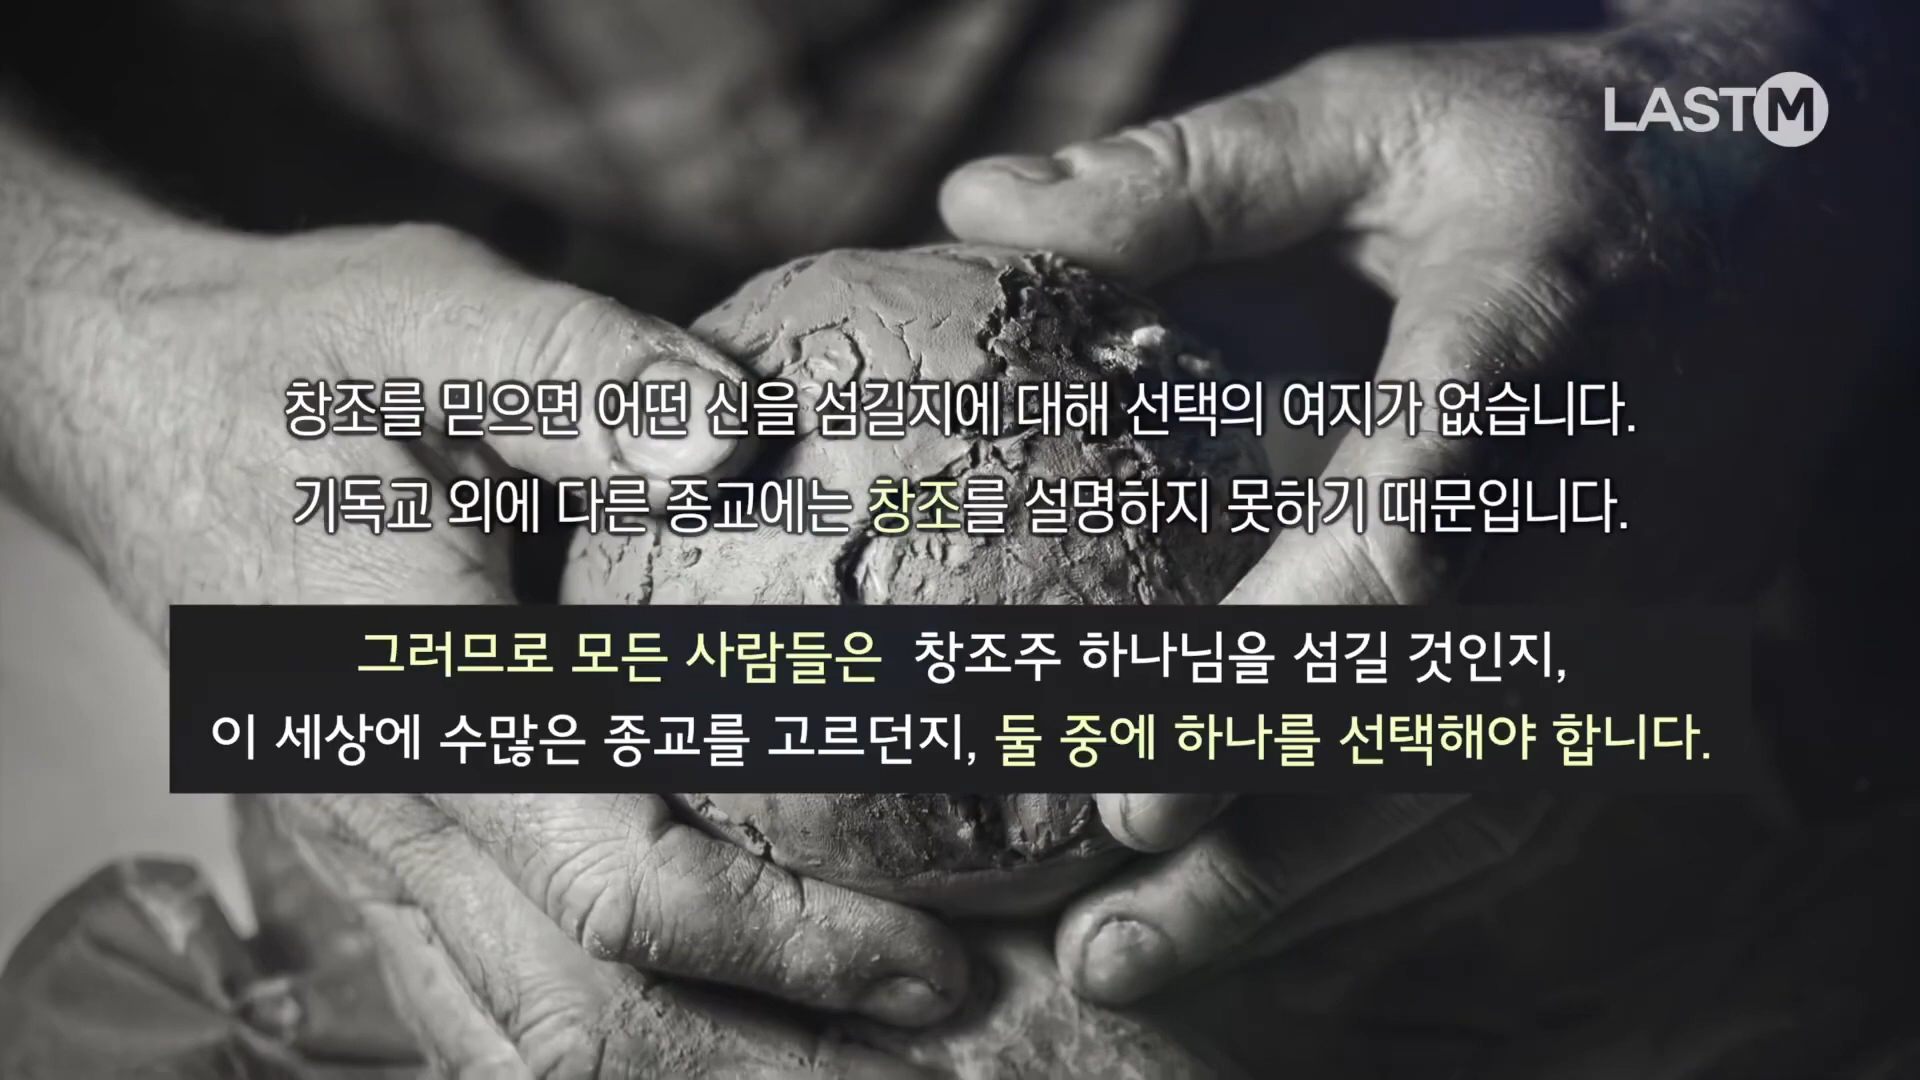 LASTM
창조를 믿으면 어떤 신을 섬길지에 대해 선택의 여지가 없습니다.
기독교 외에 다른 종교에는 창조를 설명하지 못하기 때문입니다.
그러므로 모든 사람들은 창조주 하나님을 섬길 것인지,
이 세상에 수많은 종교를 고르던지, 둘 중에 하나를 선택해야 합니다.